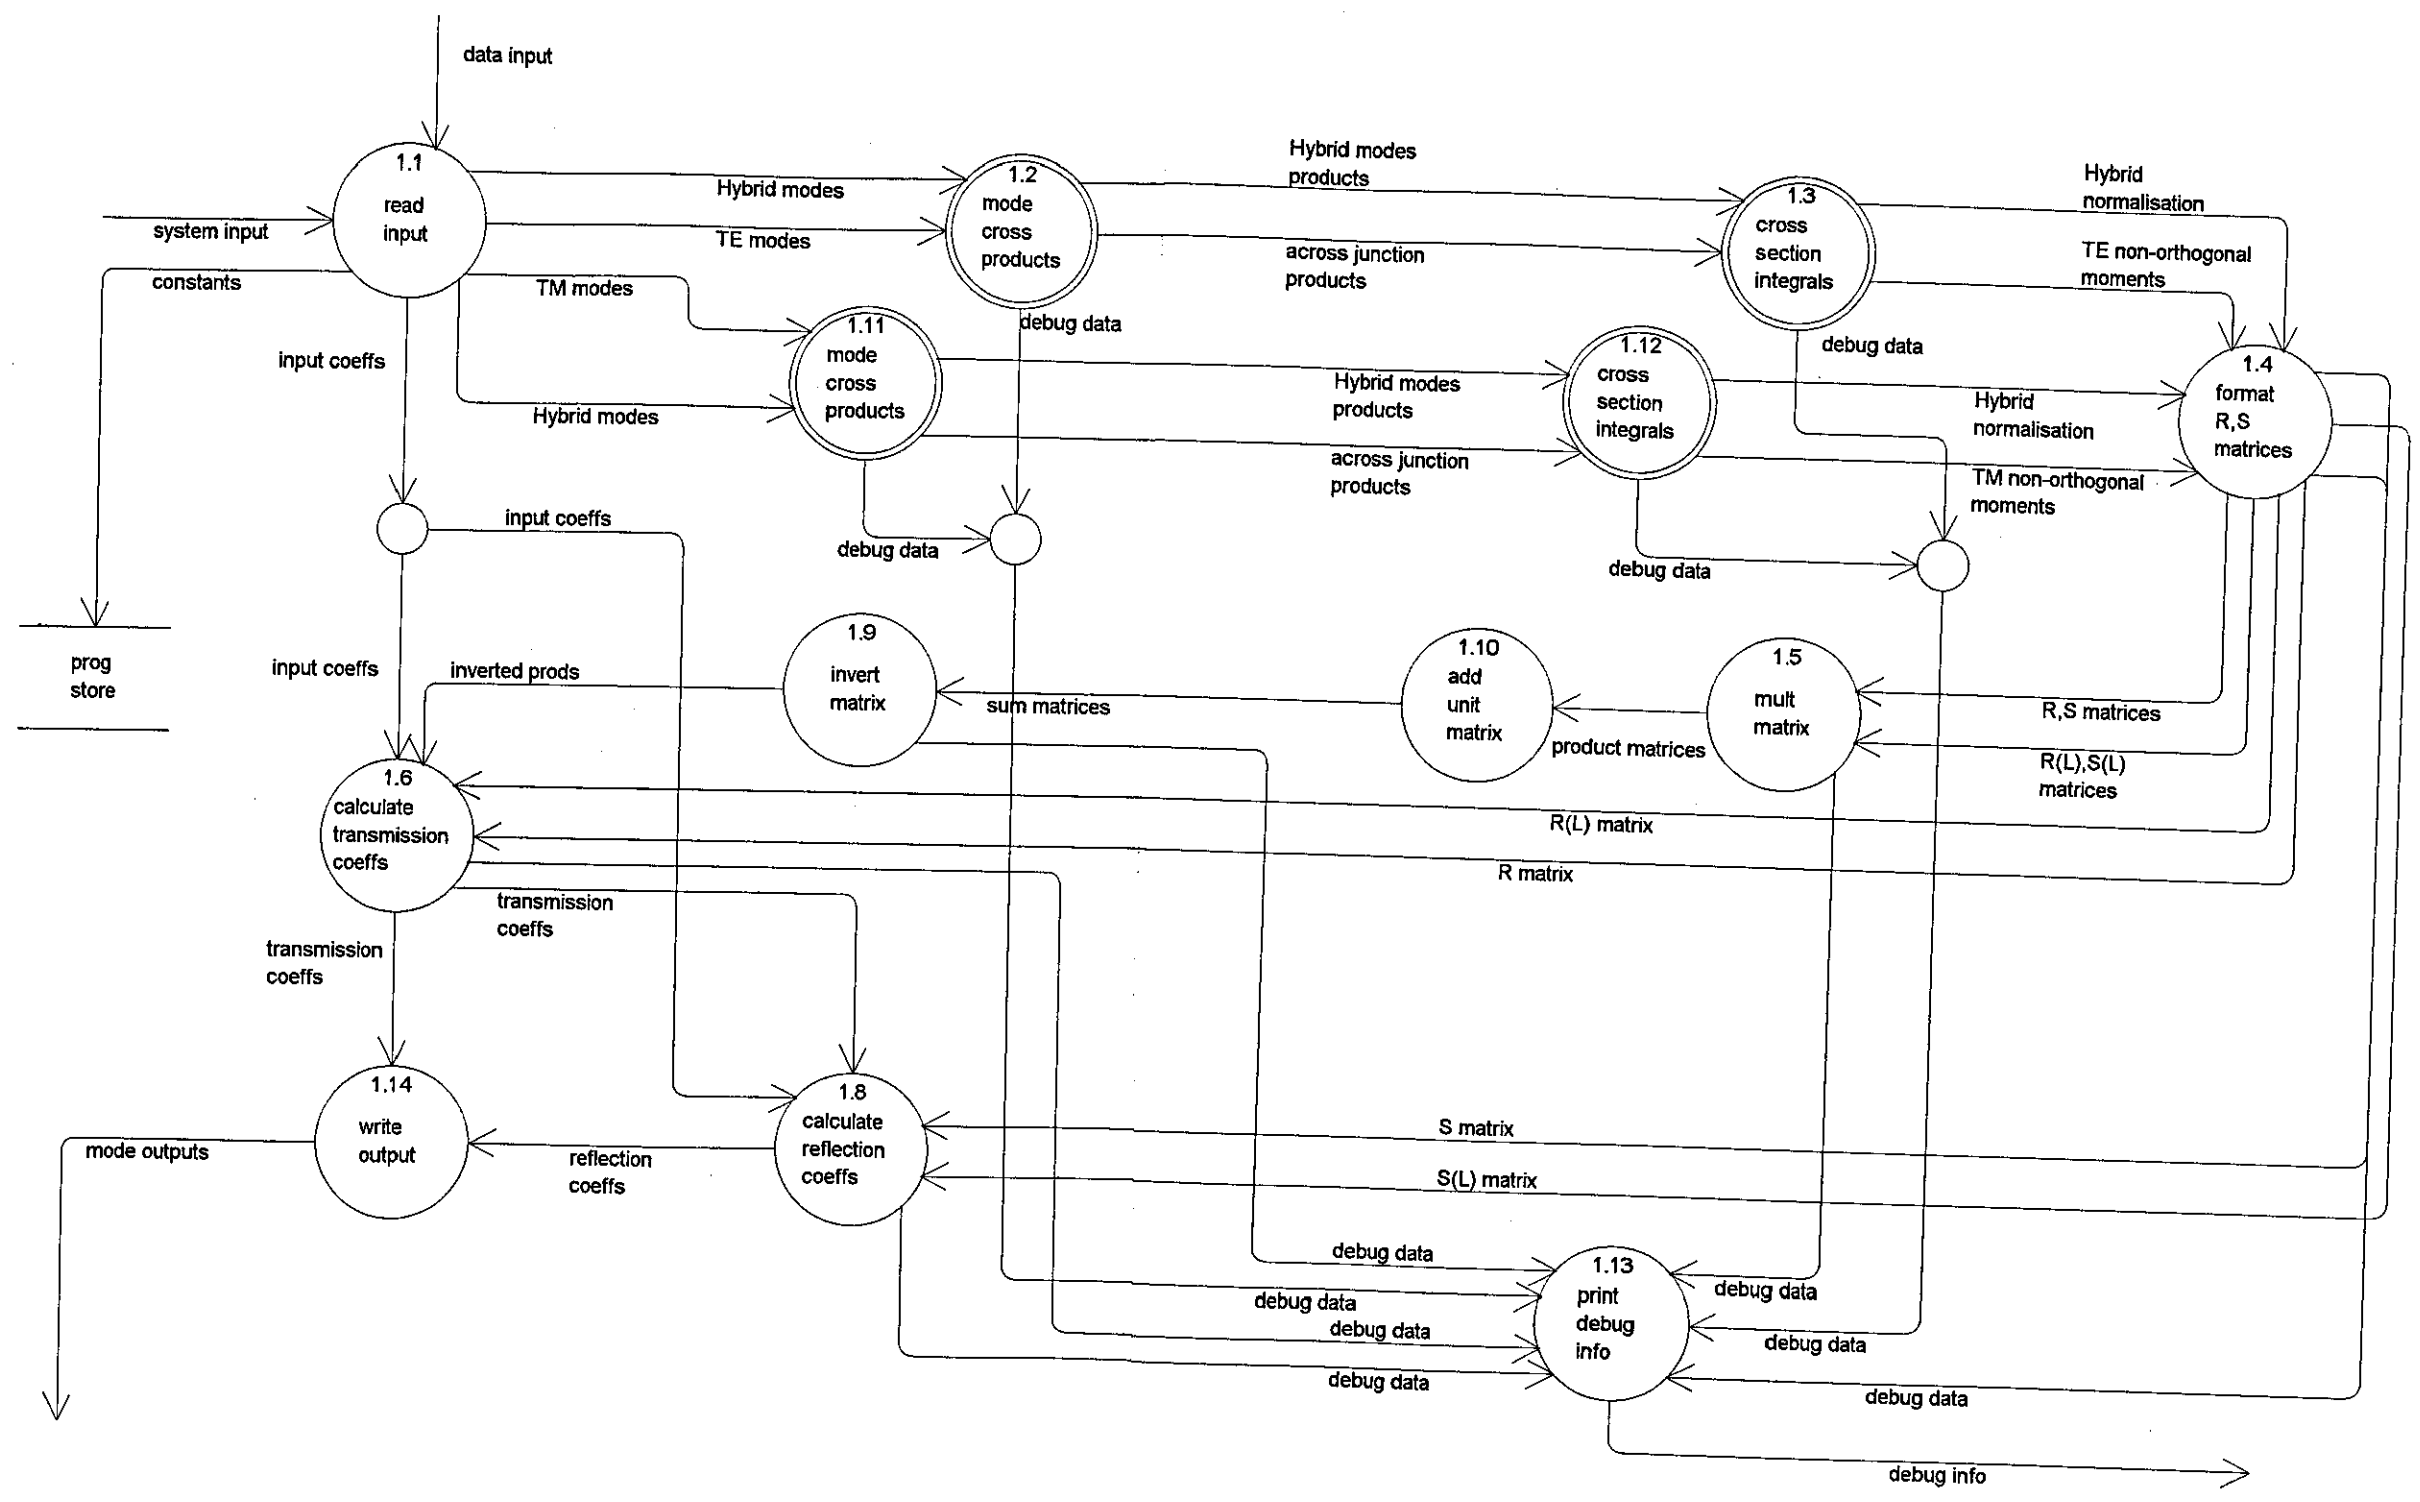 data input
1.1
read
input
system input
constants
Hybrid modes
TE modes
TM modes
Hybrid modes
input coeffs
1.2
mode
cross
products
debug data
Hybrid modes
products
across junction
products
1.3
cross
section
integrals
debug data
Hybrid
normalisation
TE non-orthogonal
moments
1.11
mode
cross
products
debug data
Hybrid modes
products
across junction
products
1.12
cross
section
integrals
debug data
Hybrid
normalisation
TM non-orthogonal
moments
1.4
format
R,S
matrices
input coeffs
input coeffs
prog
store
inverted prods
1.9
invert
matrix
sum matrices
1.10
add
unit
matrix
product matrices
1.5
mult
matrix
R,S matrices
R(L),S(L)
matrices
1.6
calculate
transmission
coeffs
R(L) matrix
R matrix
transmission
coeffs
transmission
coeffs
1.14
write
output
mode outputs
reflection
coeffs
1.8
calculate
reflection
coeffs
S matrix
S(L) matrix
debug data
debug data
debug data
debug data
1.13
print
debug
info
debug data
debug data
debug data
debug info